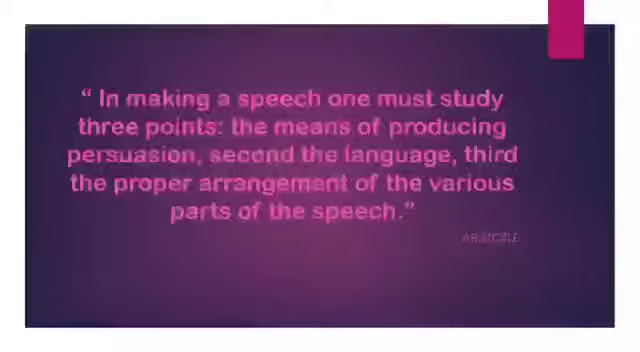 “ In making a speech one must study
three points: the means of producing
persuasion, second the language, third
the proper arrangement of the various
parts of the speech.”
ARISTOTLE